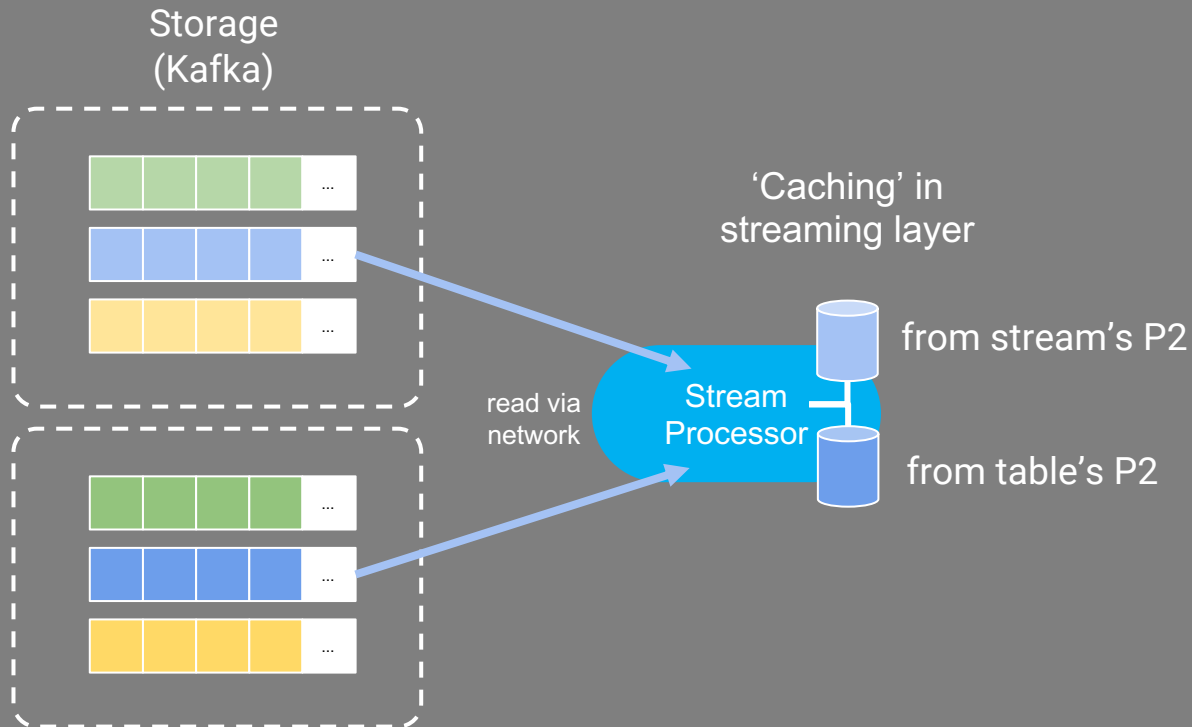 Storage
(Kafka)
...
...
...
...
...
...
‘Caching’ in
streaming layer
from stream’s P2
read via
network
Stream
Processor
from table’s P2